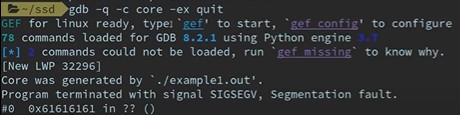 ~/ssd gdb -q -c core -ex quit
GEF for linux ready, type `gef' to start, `gef config' to configure
78 commands loaded for GDB 8.2.1 using Python engine 3.7
[*] 2 commands could not be loaded, run `gef missing` to know why.
[New LWP 32296]
Core was generated by `./example1.out'.
Program terminated with signal SIGSEGV, Segmentation fault.
#0  0x61616161 in ?? ()